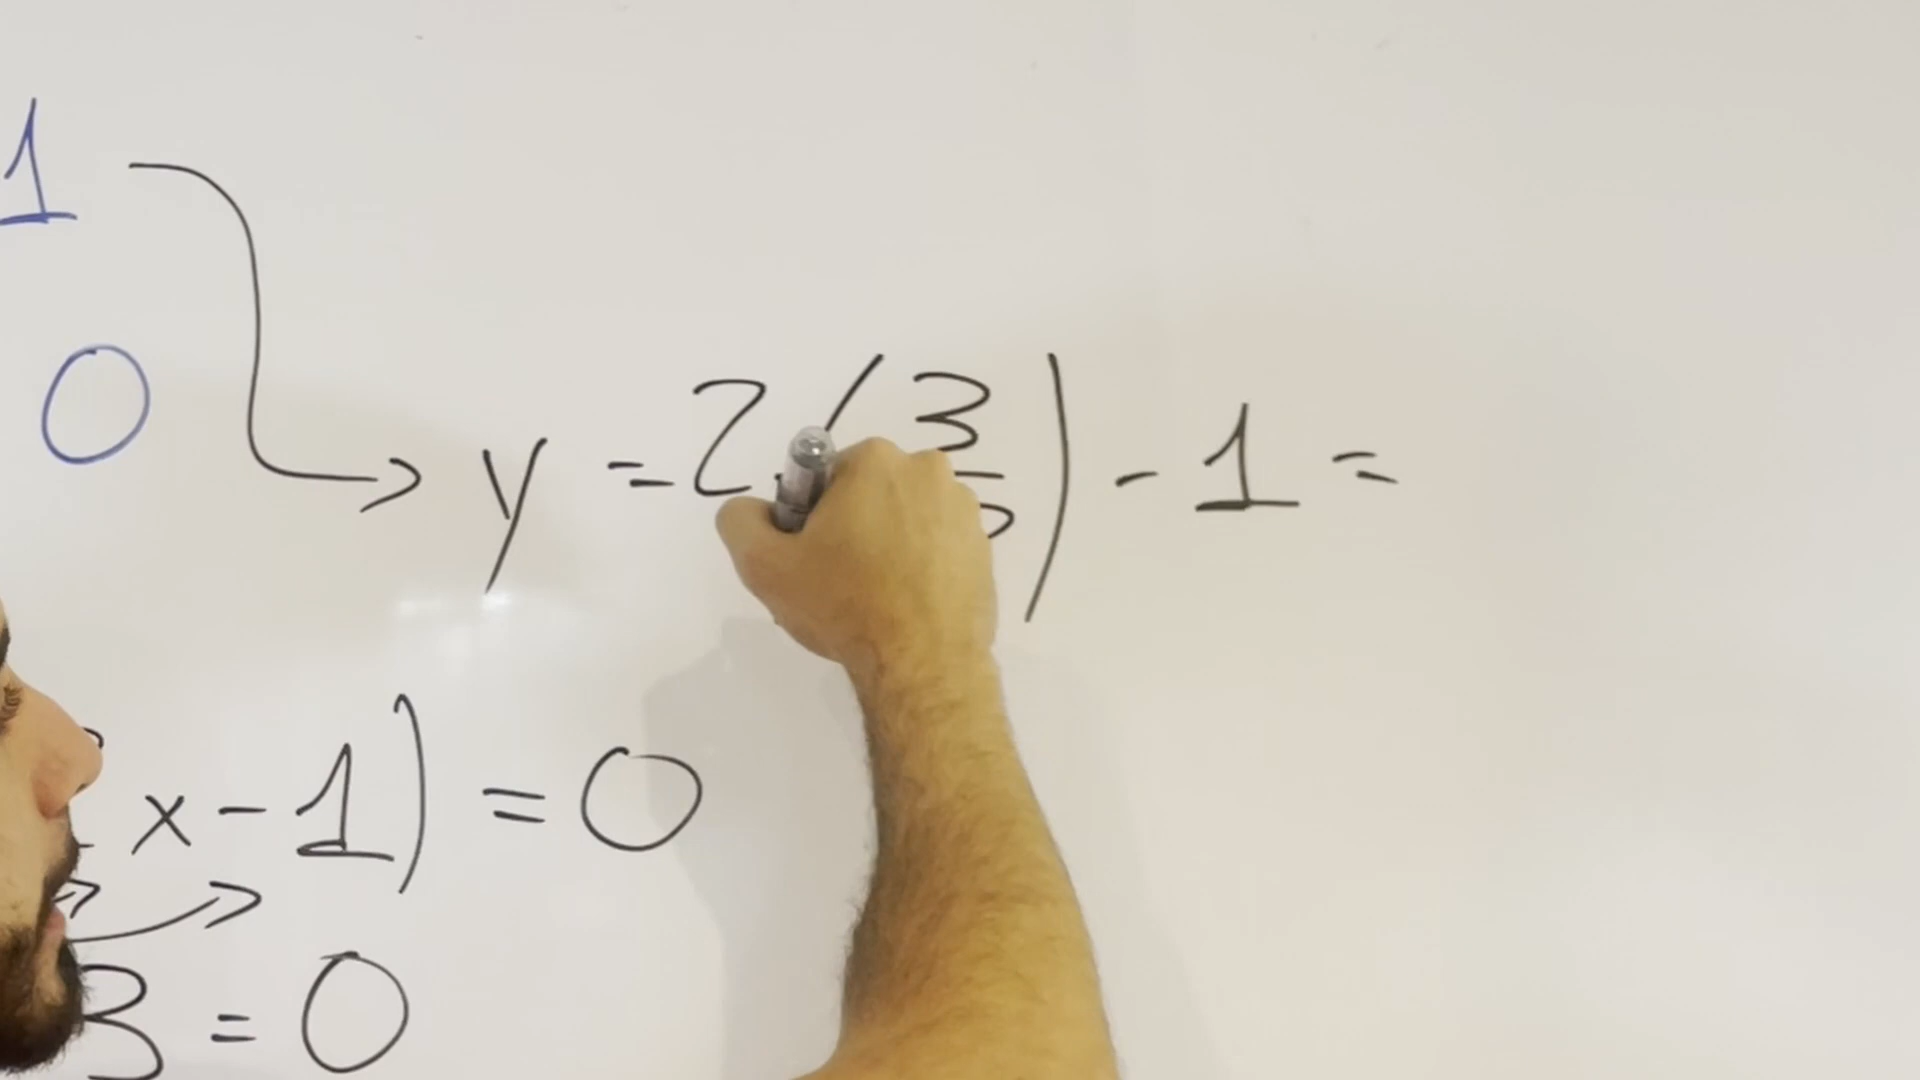 1
0
y = 2 (3/) - 1 =
x - 1) = 0
3 = 0